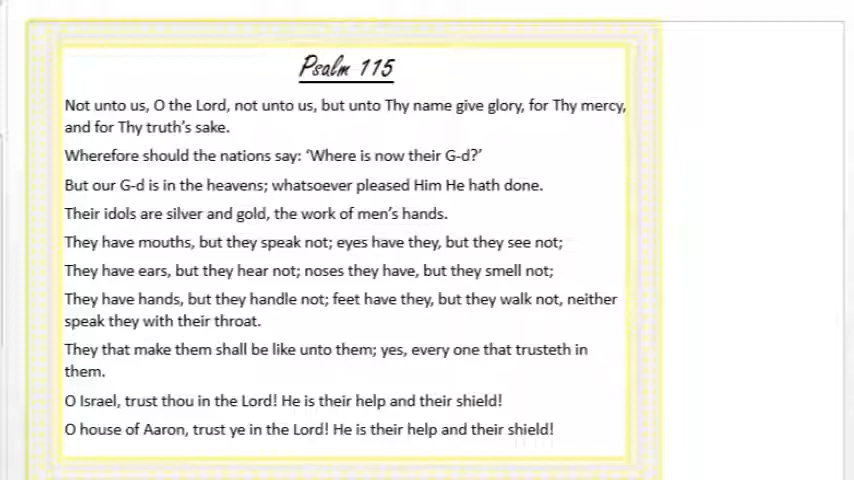 Psalm 115
Not unto us, O the Lord, not unto us, but unto Thy name give glory, for Thy mercy,
and for Thy truth's sake.
Wherefore should the nations say: 'Where is now their G-d?'
But our G-d is in the heavens; whatsoever pleased Him He hath done.
Their idols are silver and gold, the work of men's hands.
They have mouths, but they speak not; eyes have they, but they see not;
They have ears, but they hear not; noses they have, but they smell not;
They have hands, but they handle not; feet have they, but they walk not, neither
speak they with their throat.
They that make them shall be like unto them; yes, every one that trusteth in
them.
O Israel, trust thou in the Lord! He is their help and their shield!
O house of Aaron, trust ye in the Lord! He is their help and their shield!